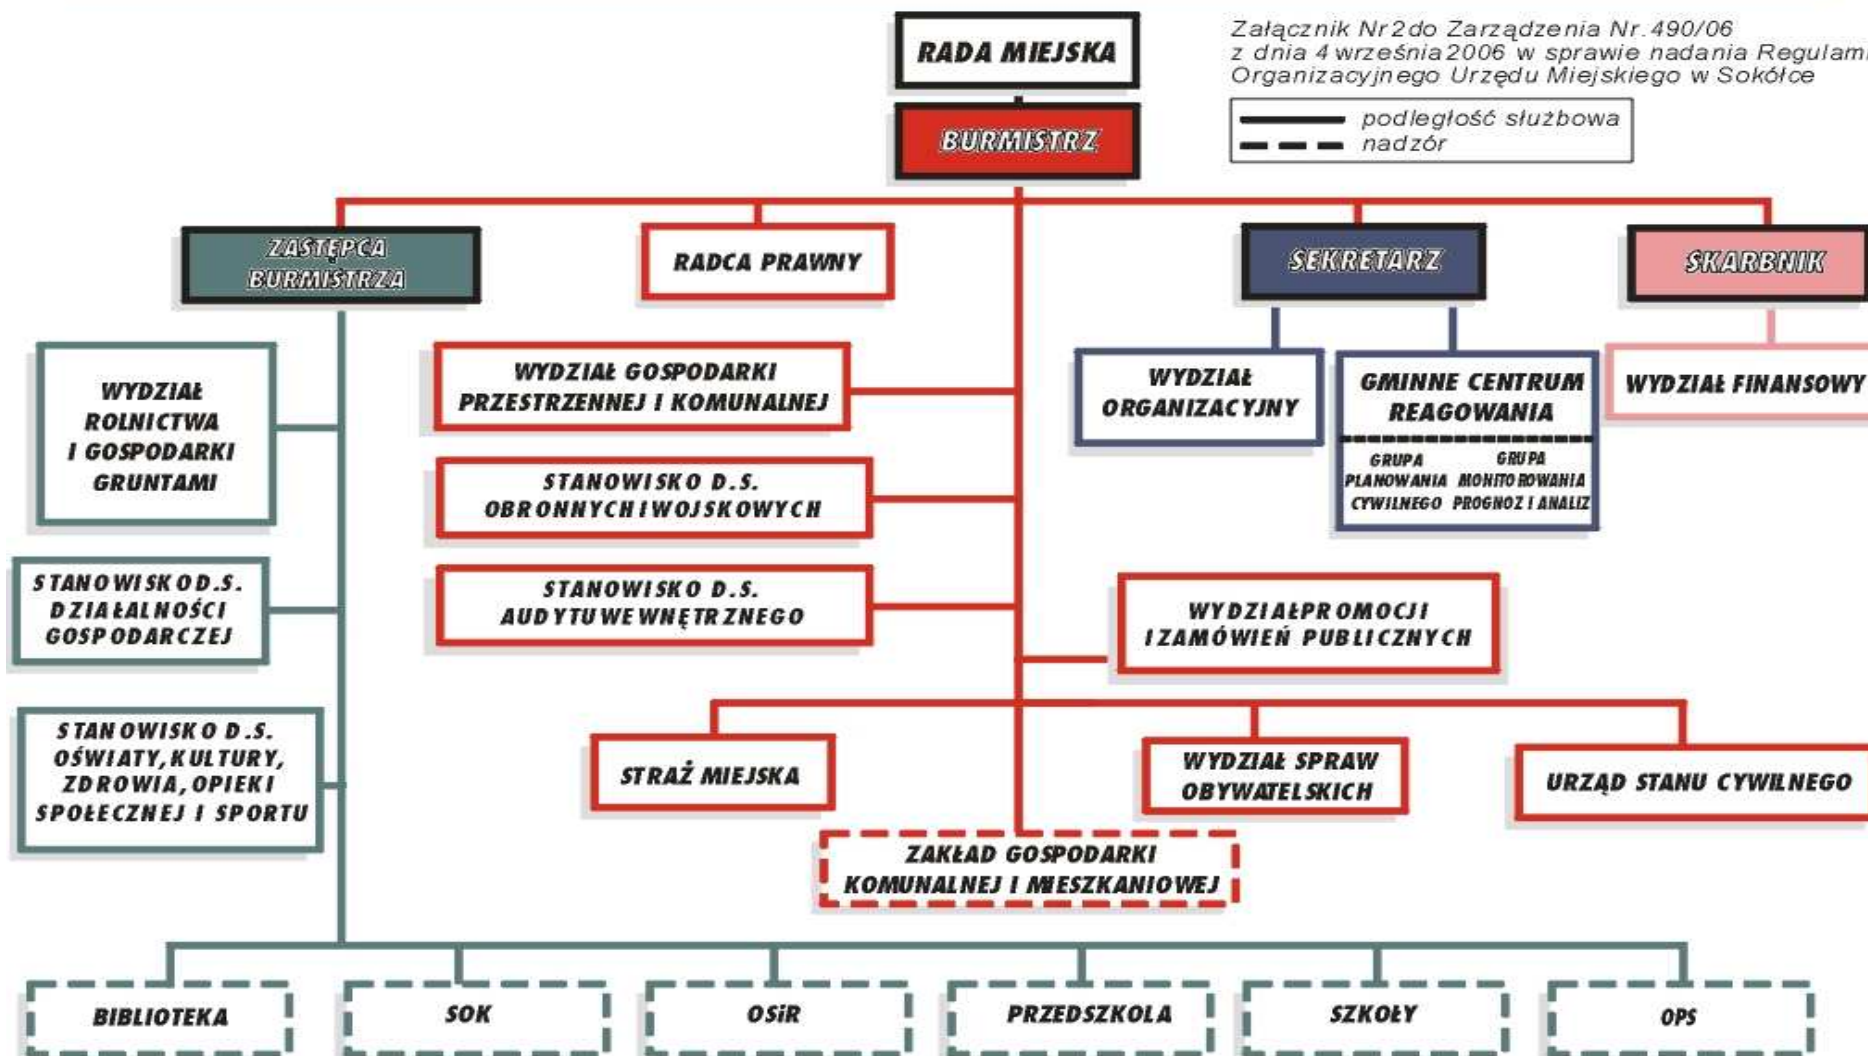 RADA MIEJSKA
Załącznik Nr 2 do Zarządzenia Nr. 490/06
z dnia 4 września 2006 w sprawie nadania Regulami
Organizacyjnego Urzędu Miejskiego w Sokółce
podległość służbowa
nadzór
BURMISTRZ
ZASTĘPCA
BURMISTRZA
RADCA PRAWNY
SEKRETARZ
SKARBNIK
WYDZIAŁ
ROLNICTWA
I GOSPODARKI
GRUNTAMI
WYDZIAŁ GOSPODARKI
PRZESTRZENNEJ I KOMUNALNEJ
WYDZIAŁ
ORGANIZACYJNY
GMINNE CENTRUM
REAGOWANIA
GRUPA
PLANOWANIA
CYWILNEGO
GRUPA
MONITOROWANIA
PROGNOZ I ANALIZ
WYDZIAŁ FINANSOWY
STANOWISKO D.S.
OBRONNYCH I WOJSKOWYCH
STANOWISKO D.S.
DZIAŁALNOŚCI
GOSPODARCZEJ
STANOWISKO D.S.
AUDYTU WEWNĘTRZNEGO
WYDZIAŁ PROMOCJI
I ZAMÓWIEŃ PUBLICZNYCH
STANOWISKO D.S.
OŚWIATY, KULTURY,
ZDROWIA, OPIEKI
SPOŁECZNEJ I SPORTU
STRAŻ MIEJSKA
WYDZIAŁ SPRAW
OBYWATELSKICH
URZĄD STANU CYWILNEGO
ZAKŁAD GOSPODARKI
KOMUNALNEJ I MIESZKANIOWEJ
BIBLIOTEKA
SOK
OSiR
PRZEDSZKOLA
SZKOŁY
OPS